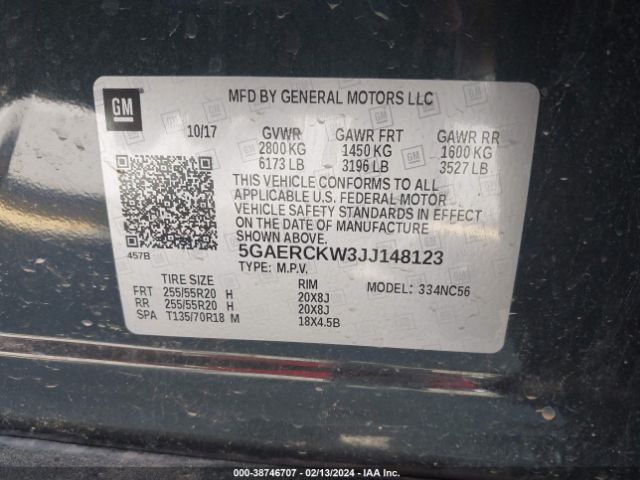 GM
MFD BY GENERAL MOTORS LLC
10/17 GVWR GAWR FRT GAWR RR
2800 KG 1450 KG 1600 KG
6173 LB 3196 LB 3527 LB
THIS VEHICLE CONFORMS TO ALL
APPLICABLE U.S. FEDERAL MOTOR
VEHICLE SAFETY STANDARDS IN EFFECT
ON THE DATE OF MANUFACTURE
SHOWN ABOVE.
457B 5GAERCKW3JJ148123
TYPE: M.P.V.
TIRE SIZE RIM MODEL: 334NC56
FRT 255/55R20 H 20X8J
RR 255/55R20 H 20X8J
SPA T135/70R18 M 18X4.5B
000-38746707 - 02/13/2024 - IAA Inc.